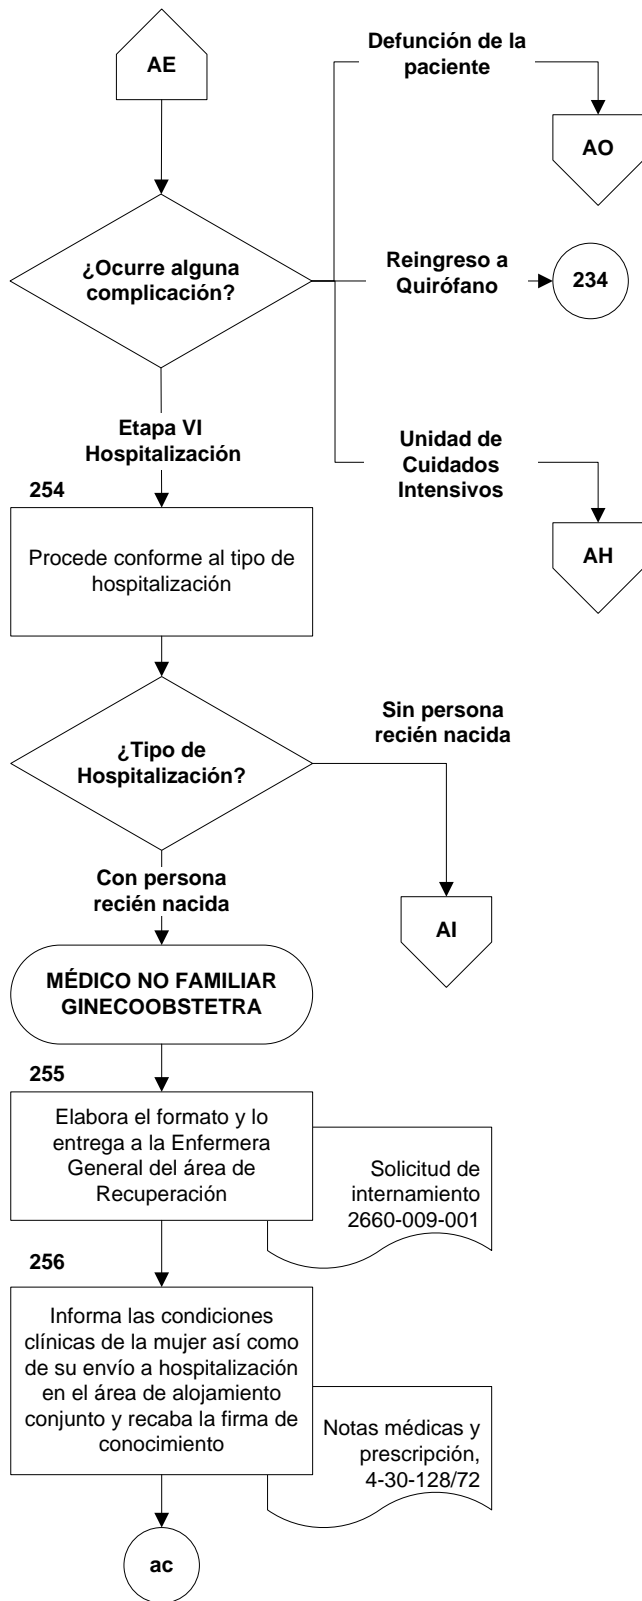 AE
Defunción de la
paciente
AO
¿Ocurre alguna
complicación?
Reingreso a
Quirófano
234
Etapa VI
Hospitalización
Unidad de
Cuidados
Intensivos
AH
254
Procede conforme al tipo de
hospitalización
¿Tipo de
Hospitalización?
Sin persona
recién nacida
AI
Con persona
recién nacida
MÉDICO NO FAMILIAR
GINECOOBSTETRA
255
Elabora el formato y lo
entrega a la Enfermera
General del área de
Recuperación
Solicitud de
internamiento
2660-009-001
256
Informa las condiciones
clínicas de la mujer así como
de su envío a hospitalización
en el área de alojamiento
conjunto y recaba la firma de
conocimiento
Notas médicas y
prescripción,
4-30-128/72
ac